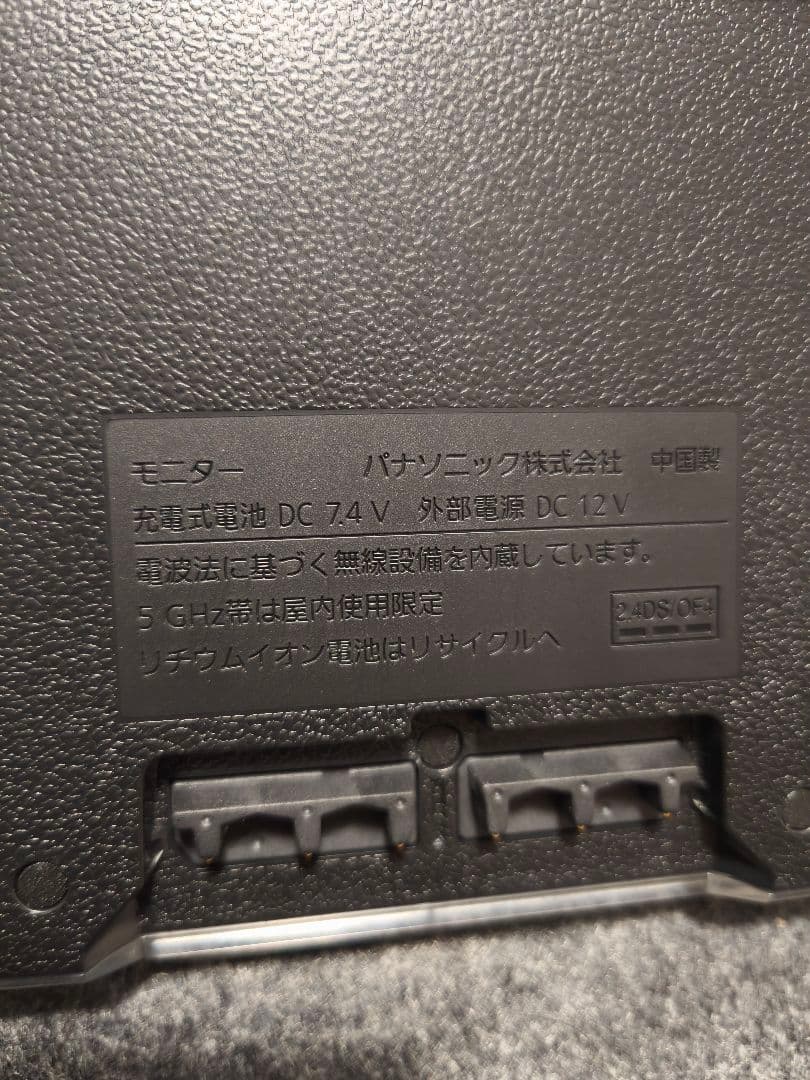 モニター パナソニック株式会社 中国製
充電式電池 DC 7.4 V 外部電源 DC 12 V
電波法に基づく無線設備を内蔵しています。
5 GHz帯は屋内使用限定
2.4DS/OF4
リチウムイオン電池はリサイクルへ